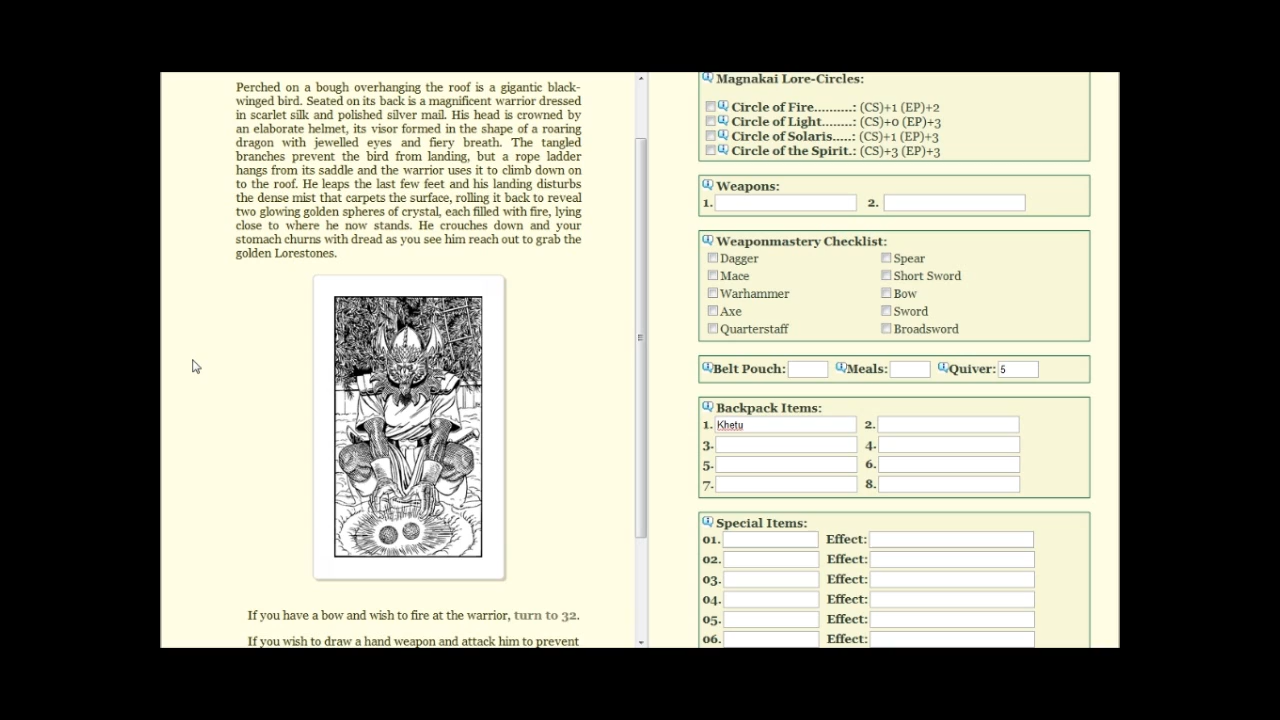 Perched on a bough overhanging the roof is a gigantic black-
winged bird. Seated on its back is a magnificent warrior dressed
in scarlet silk and polished silver mail. His head is crowned by
an elaborate helmet, its visor formed in the shape of a roaring
dragon with jewelled eyes and fiery breath. The tangled
branches prevent the bird from landing, but a rope ladder
hangs from its saddle and the warrior uses it to climb down on
to the roof. He leaps the last few feet and his landing disturbs
the dense mist that carpets the surface, rolling it back to reveal
two glowing golden spheres of crystal, each filled with fire, lying
close to where he now stands. He crouches down and your
stomach churns with dread as you see him reach out to grab the
golden Lorestones.
If you have a bow and wish to fire at the warrior, turn to 32.
If you wish to draw a hand weapon and attack him to prevent
Magnakai Lore-Circles:
Circle of Fire..........: (CS)+1 (EP)+2
Circle of Light........: (CS)+0 (EP)+3
Circle of Solaris.....: (CS)+1 (EP)+3
Circle of the Spirit.: (CS)+3 (EP)+3
Weapons:
1. 2.
Weaponmastery Checklist:
Dagger Spear
Mace Short Sword
Warhammer Bow
Axe Sword
Quarterstaff Broadsword
Belt Pouch: Meals: Quiver: 5
Backpack Items:
1. Khetu 2.
3. 4.
5. 6.
7. 8.
Special Items:
01. Effect:
02. Effect:
03. Effect:
04. Effect:
05. Effect:
06. Effect: